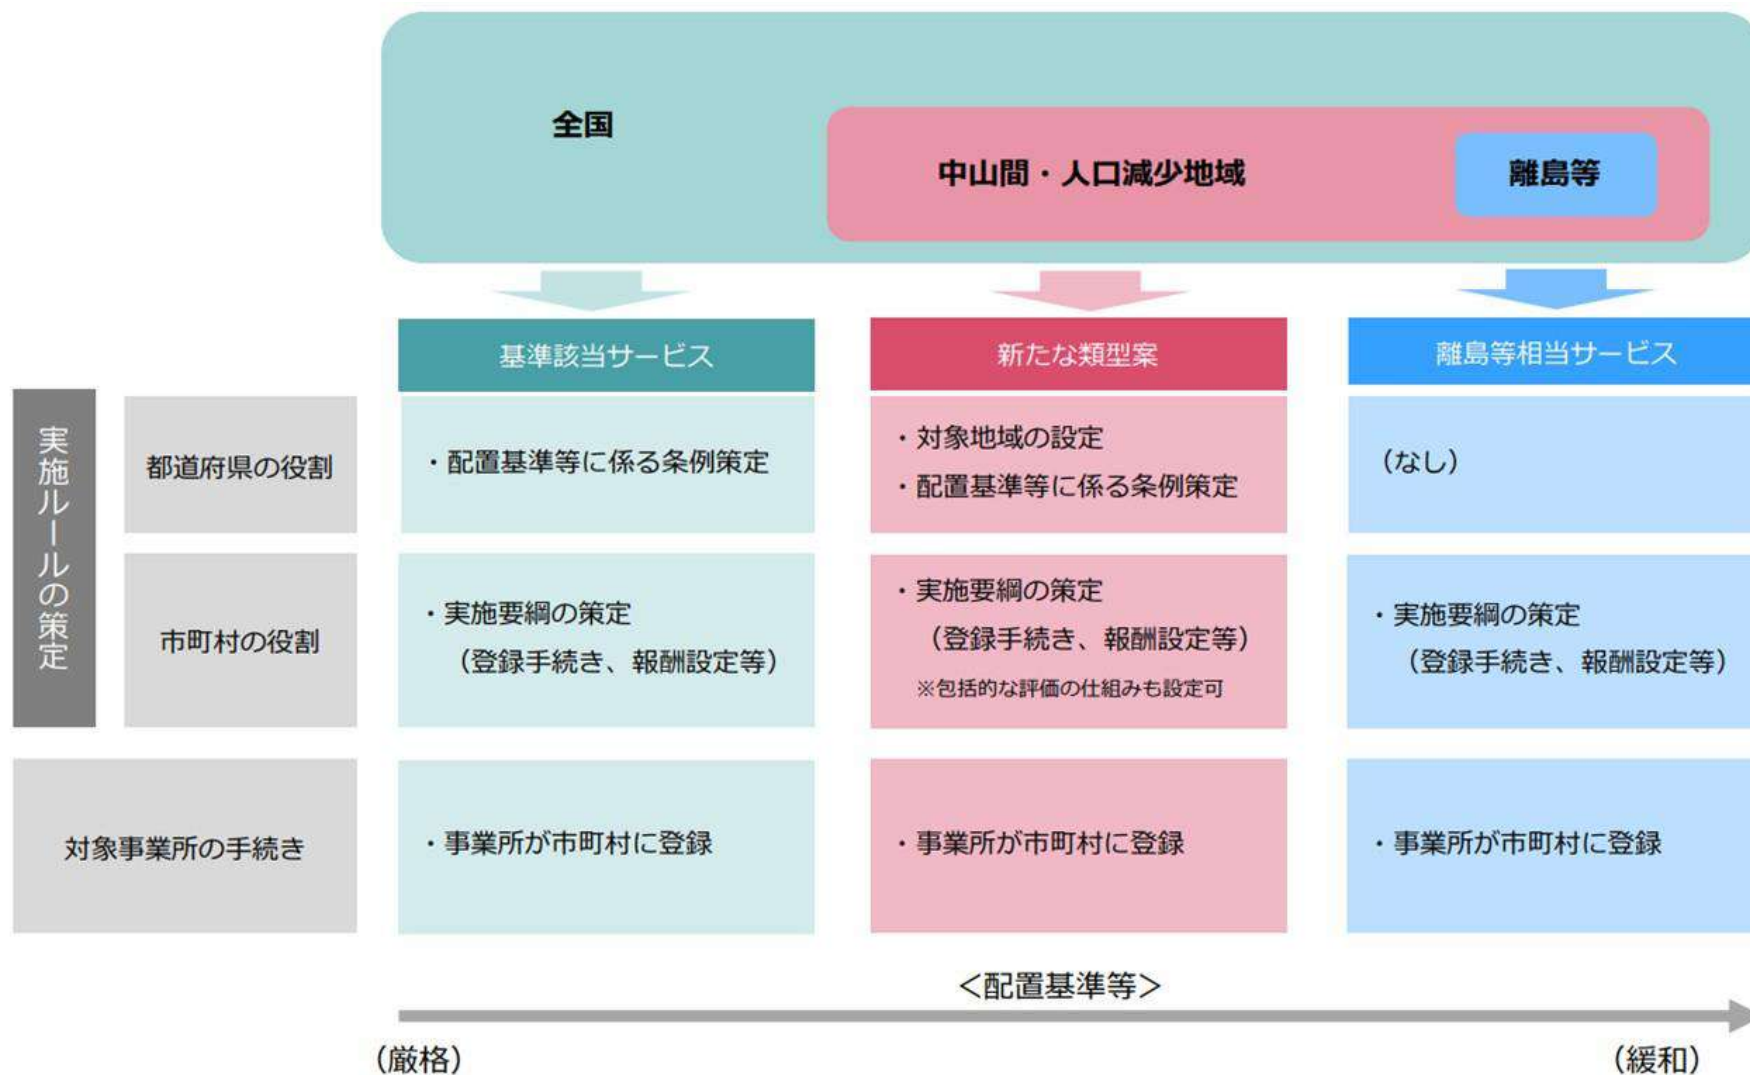 全国
中山間・人口減少地域
離島等
基準該当サービス
新たな類型案
離島等相当サービス
実施ルールの策定
都道府県の役割
・配置基準等に係る条例策定
・対象地域の設定
・配置基準等に係る条例策定
(なし)
市町村の役割
・実施要綱の策定
(登録手続き、報酬設定等)
・実施要綱の策定
(登録手続き、報酬設定等)
※包括的な評価の仕組みも設定可
・実施要綱の策定
(登録手続き、報酬設定等)
対象事業所の手続き
・事業所が市町村に登録
・事業所が市町村に登録
・事業所が市町村に登録
＜配置基準等＞
(厳格)
(緩和)